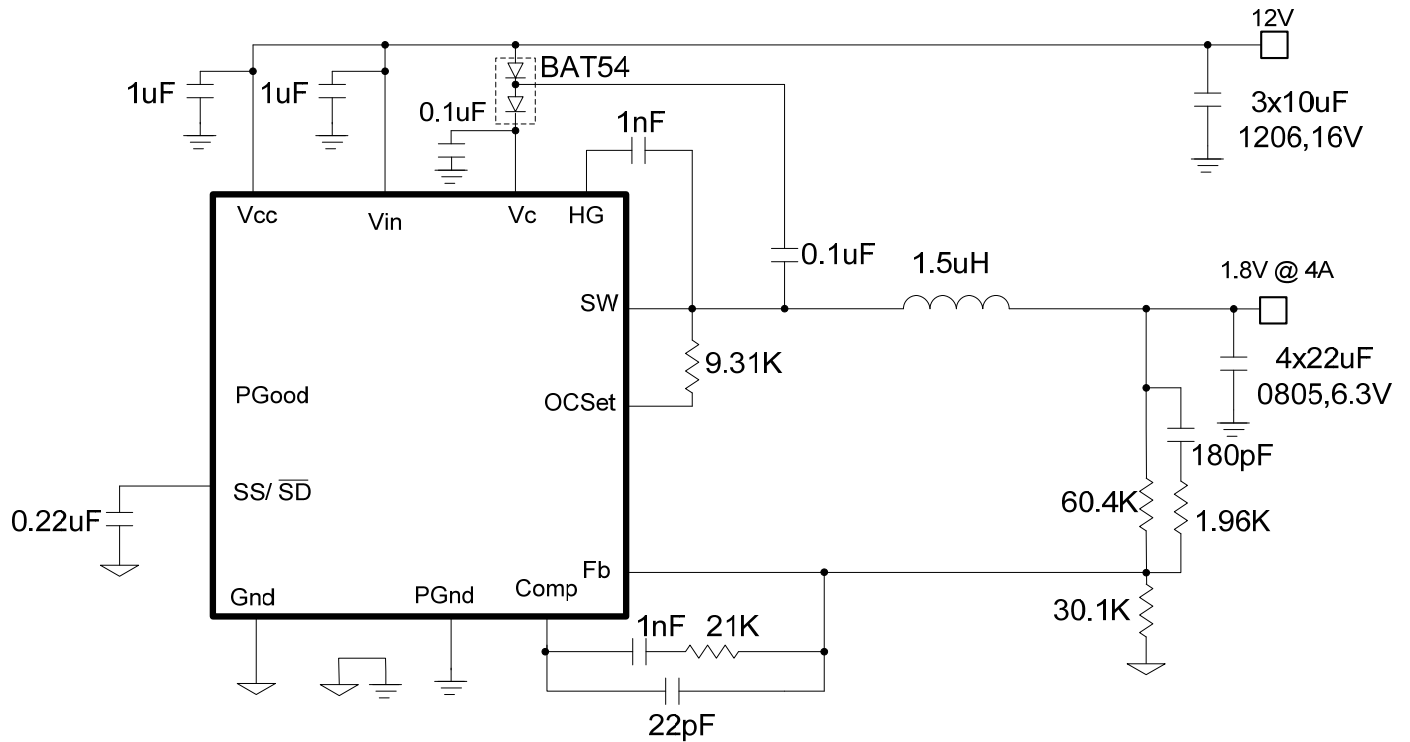 12V
BAT54
1uF
1uF
0.1uF
1nF
3x10uF
1206,16V
Vcc
Vin
Vc
HG
0.1uF
1.5uH
1.8V @ 4A
SW
9.31K
4x22uF
0805,6.3V
PGood
OCSet
180pF
SS/ SD
0.22uF
60.4K
1.96K
Fb
Comp
Gnd
PGnd
30.1K
1nF
21K
22pF